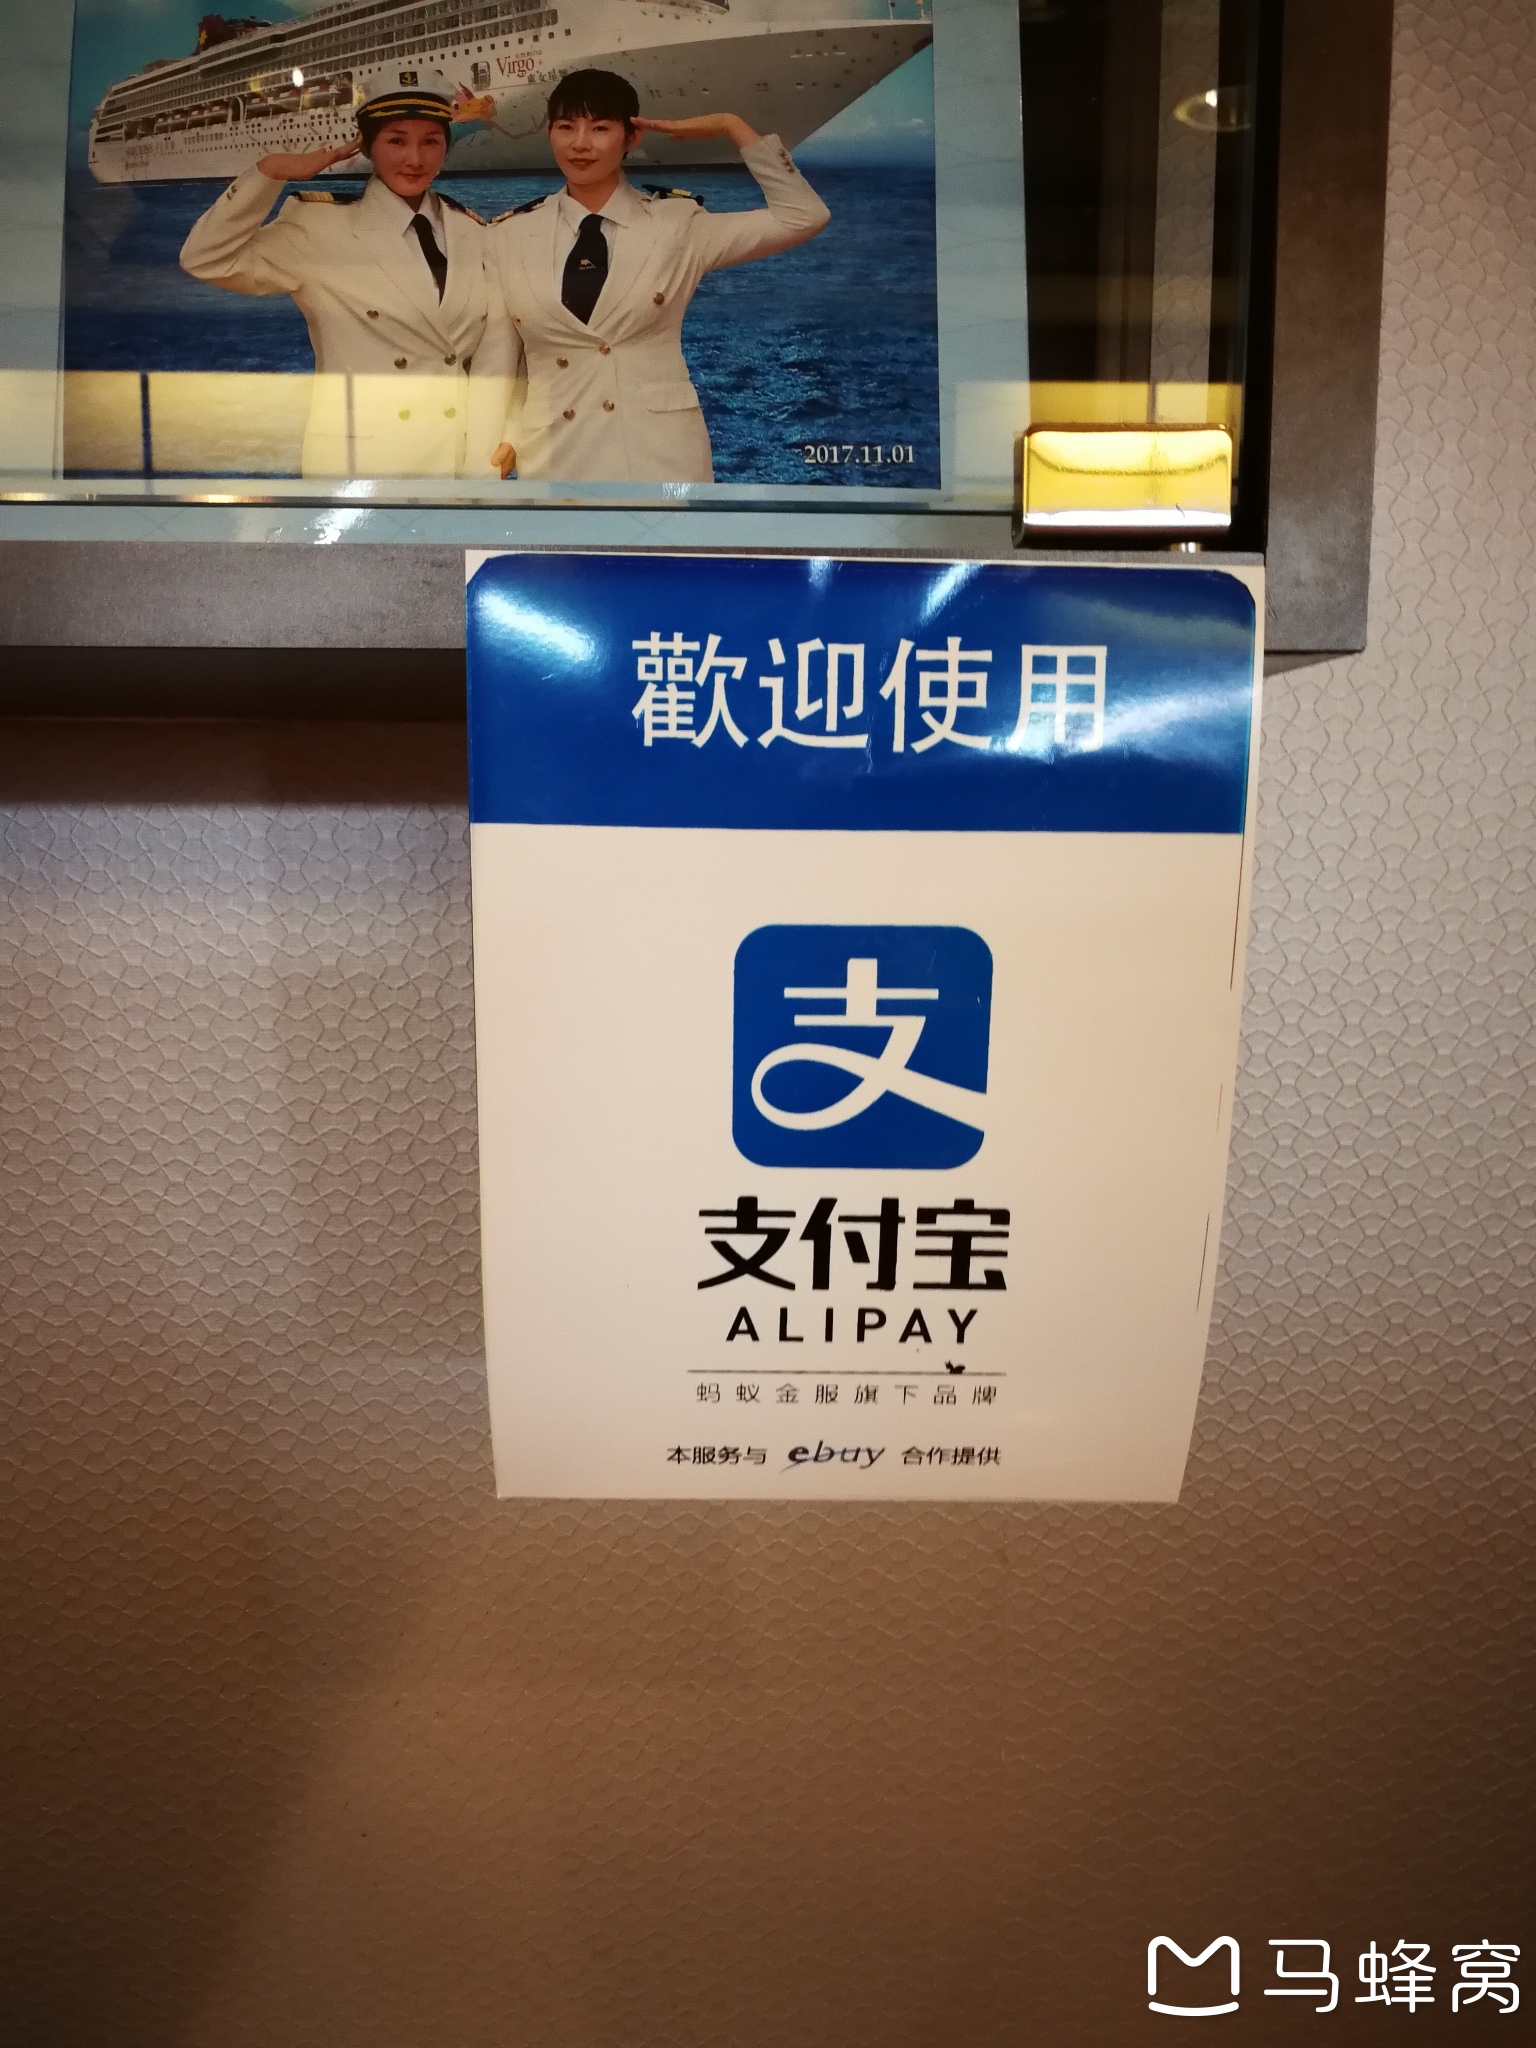 Virgo
2017.11.01
歡迎使用
支
支付宝
ALIPAY
蚂蚁金服旗下品牌
本服务与 ebuy 合作提供
马蜂窝